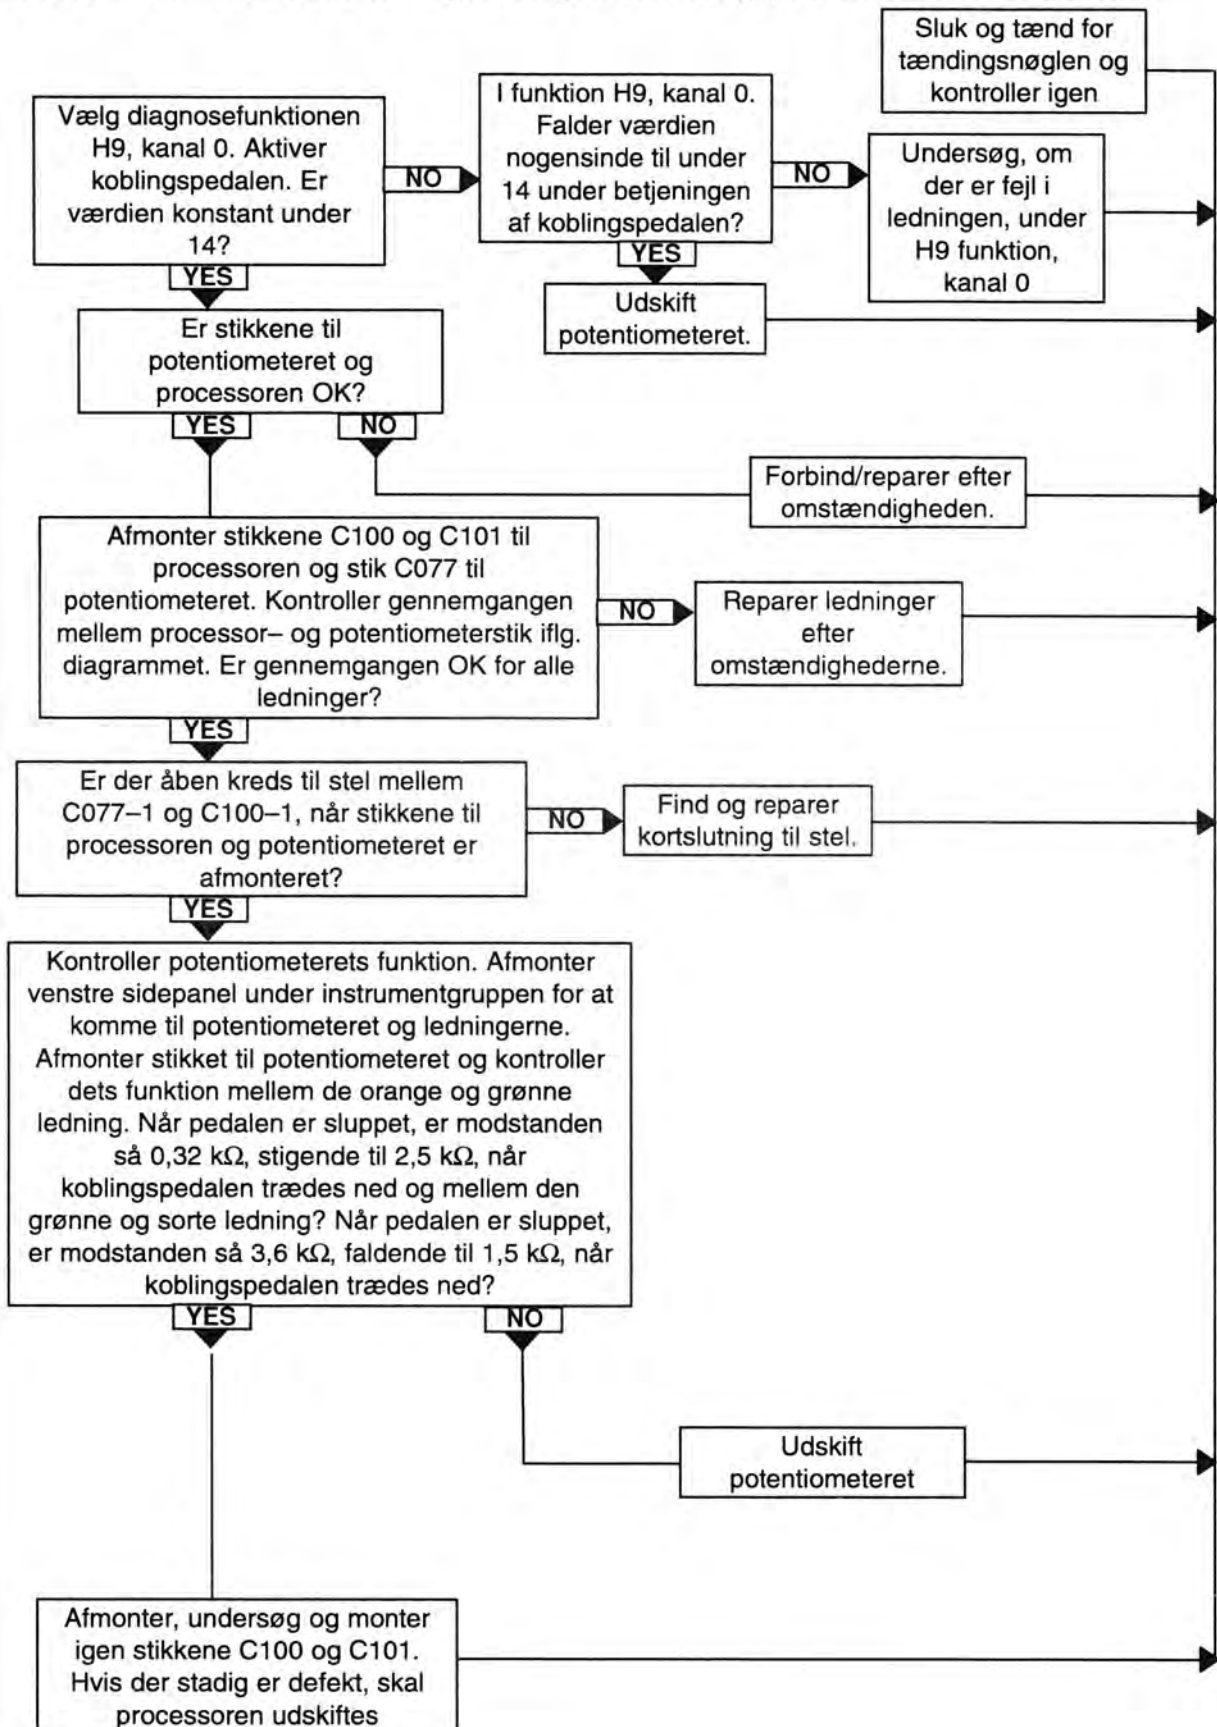 Sluk og tænd for
tændingsnøglen og
kontroller igen
Vælg diagnosefunktionen
H9, kanal 0. Aktiver
koblingspedalen. Er
værdien konstant under
14?
NO
I funktion H9, kanal 0.
Falder værdien
nogensinde til under
14 under betjeningen
af koblingspedalen?
NO
Undersøg, om
der er fejl i
ledningen, under
H9 funktion,
kanal 0
YES
YES
Udskift
potentiometeret.
Er stikkene til
potentiometeret og
processoren OK?
YES
NO
Forbind/reparer efter
omstændigheden.
Afmonter stikkene C100 og C101 til
processoren og stik C077 til
potentiometeret. Kontroller gennemgangen
mellem processor– og potentiometerstik iflg.
diagrammet. Er gennemgangen OK for alle
ledninger?
NO
Reparer ledninger
efter
omstændighederne.
YES
Er der åben kreds til stel mellem
C077–1 og C100–1, når stikkene til
processoren og potentiometeret er
afmonteret?
NO
Find og reparer
kortslutning til stel.
YES
Kontroller potentiometerets funktion. Afmonter
venstre sidepanel under instrumentgruppen for at
komme til potentiometeret og ledningerne.
Afmonter stikket til potentiometeret og kontroller
dets funktion mellem de orange og grønne
ledning. Når pedalen er sluppet, er modstanden
så 0,32 kΩ, stigende til 2,5 kΩ, når
koblingspedalen trædes ned og mellem den
grønne og sorte ledning? Når pedalen er sluppet,
er modstanden så 3,6 kΩ, faldende til 1,5 kΩ, når
koblingspedalen trædes ned?
YES
NO
Udskift
potentiometeret
Afmonter, undersøg og monter
igen stikkene C100 og C101.
Hvis der stadig er defekt, skal
processoren udskiftes